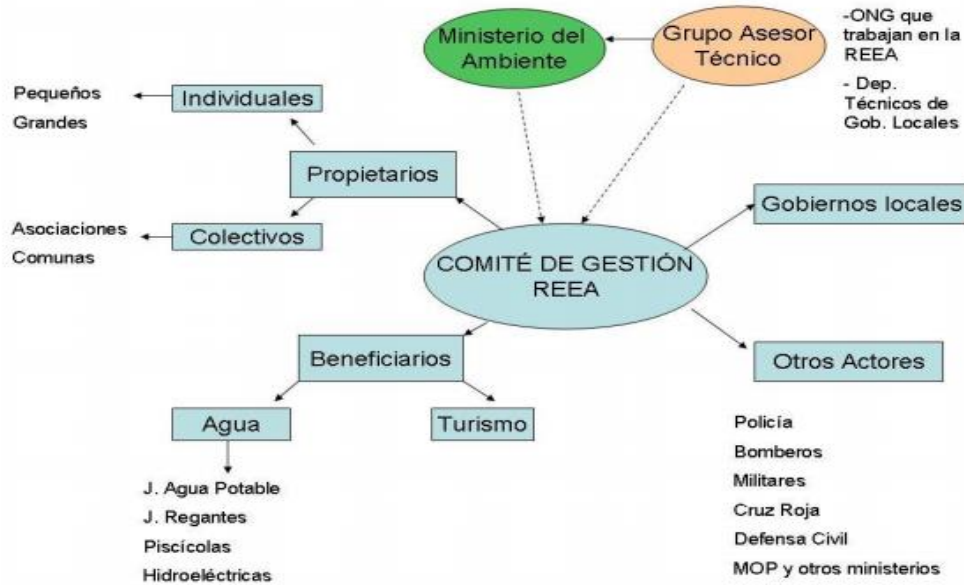 Ministerio del
Ambiente
Grupo Asesor
Técnico
-ONG que
trabajan en la
REEA
- Dep.
Técnicos de
Gob. Locales
Pequeños
Grandes
Individuales
Propietarios
Asociaciones
Comunas
Colectivos
Gobiernos locales
COMITÉ DE GESTIÓN
REEA
Beneficiarios
Otros Actores
Agua
Turismo
J. Agua Potable
J. Regantes
Piscícolas
Hidroeléctricas
Policía
Bomberos
Militares
Cruz Roja
Defensa Civil
MOP y otros ministerios